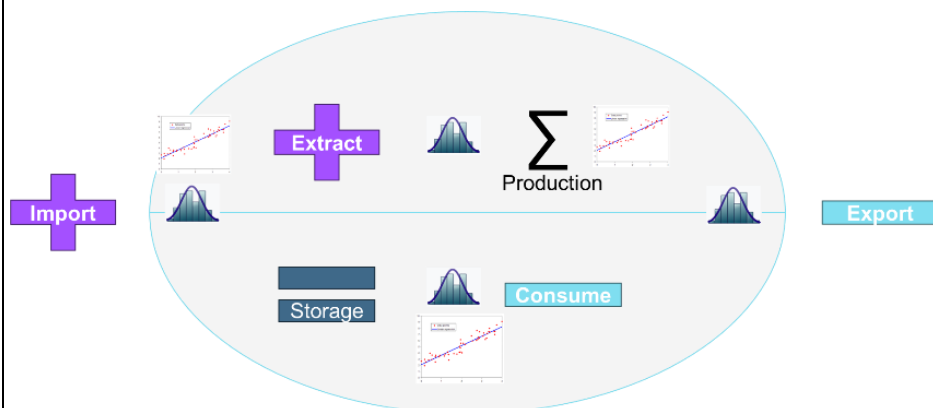 Extract
∑
Production
Import
Export
Storage
Consume